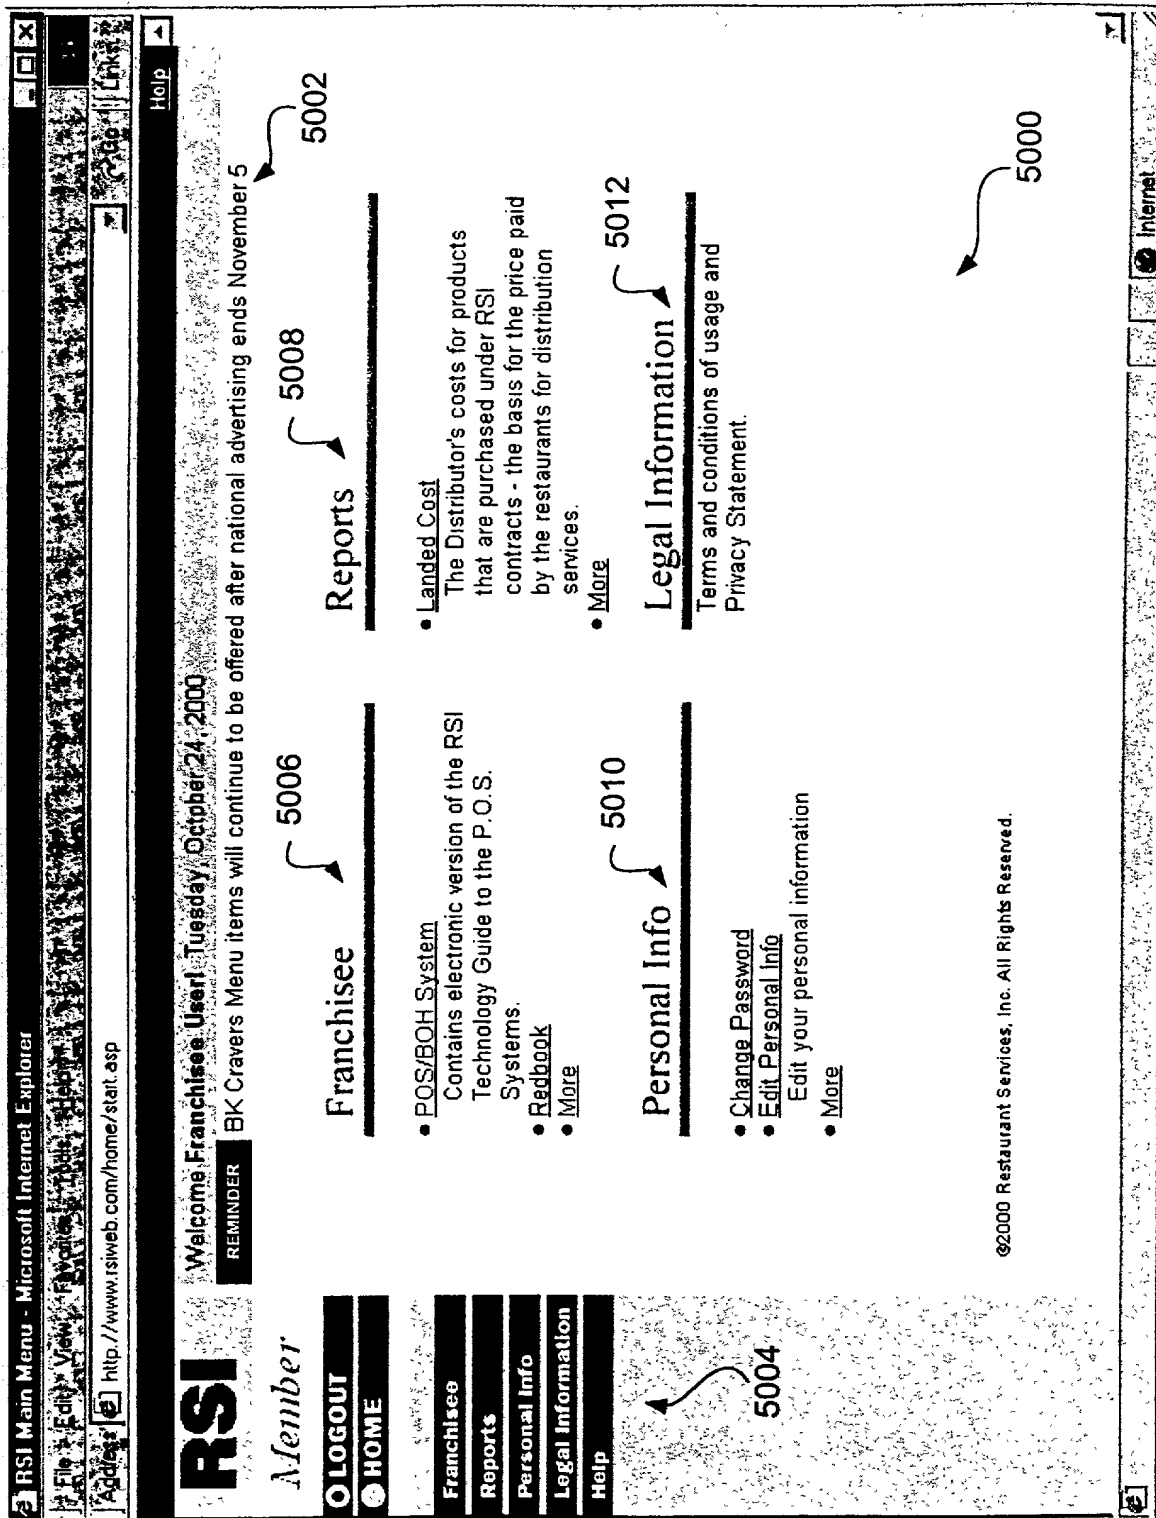 RSI Main Menu - Microsoft Internet Explorer
File Edit View Favorites Tools Help
Address http://www.rsiweb.com/home/start.asp
Go
Links »
Help
RSI
Welcome Franchisee User! Tuesday, October 24, 2000
REMINDER
BK Cravers Menu items will continue to be offered after national advertising ends November 5
5002
Member
LOGOUT
HOME
Franchisee
Reports
Personal Info
Legal Information
Help
5004
Franchisee
5006
• POS/BOH System
Contains electronic version of the RSI
Technology Guide to the P.O.S.
Systems.
• Redbook
• More
Reports
5008
• Landed Cost
The Distributor's costs for products
that are purchased under RSI
contracts - the basis for the price paid
by the restaurants for distribution
services.
• More
Personal Info
5010
• Change Password
• Edit Personal Info
Edit your personal information
• More
Legal Information
5012
Terms and conditions of usage and
Privacy Statement.
5000
©2000 Restaurant Services, Inc. All Rights Reserved.
Internet